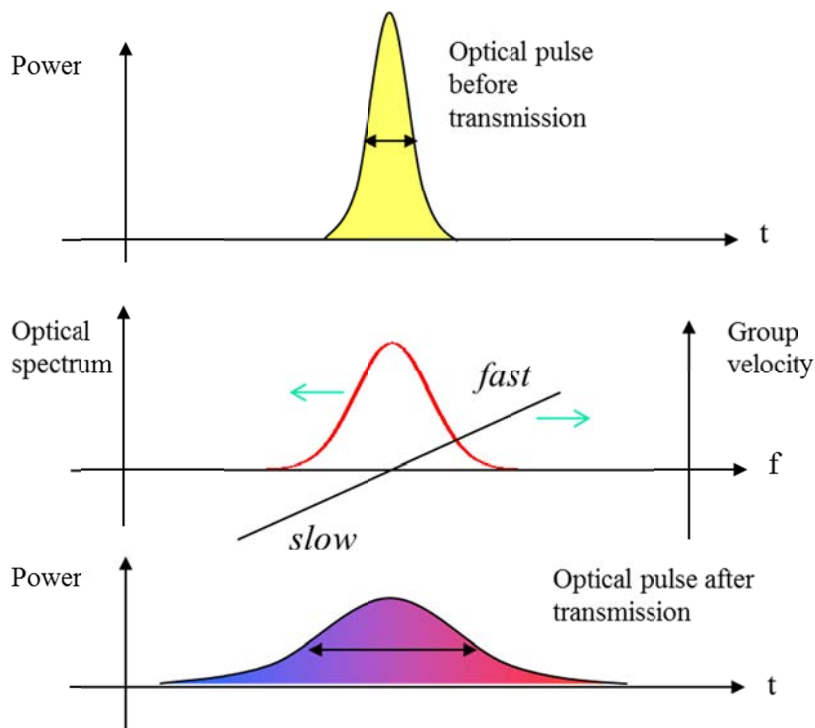 Power
Optical pulse
before
transmission
t
Optical
spectrum
fast
Group
velocity
f
slow
Power
Optical pulse after
transmission
t